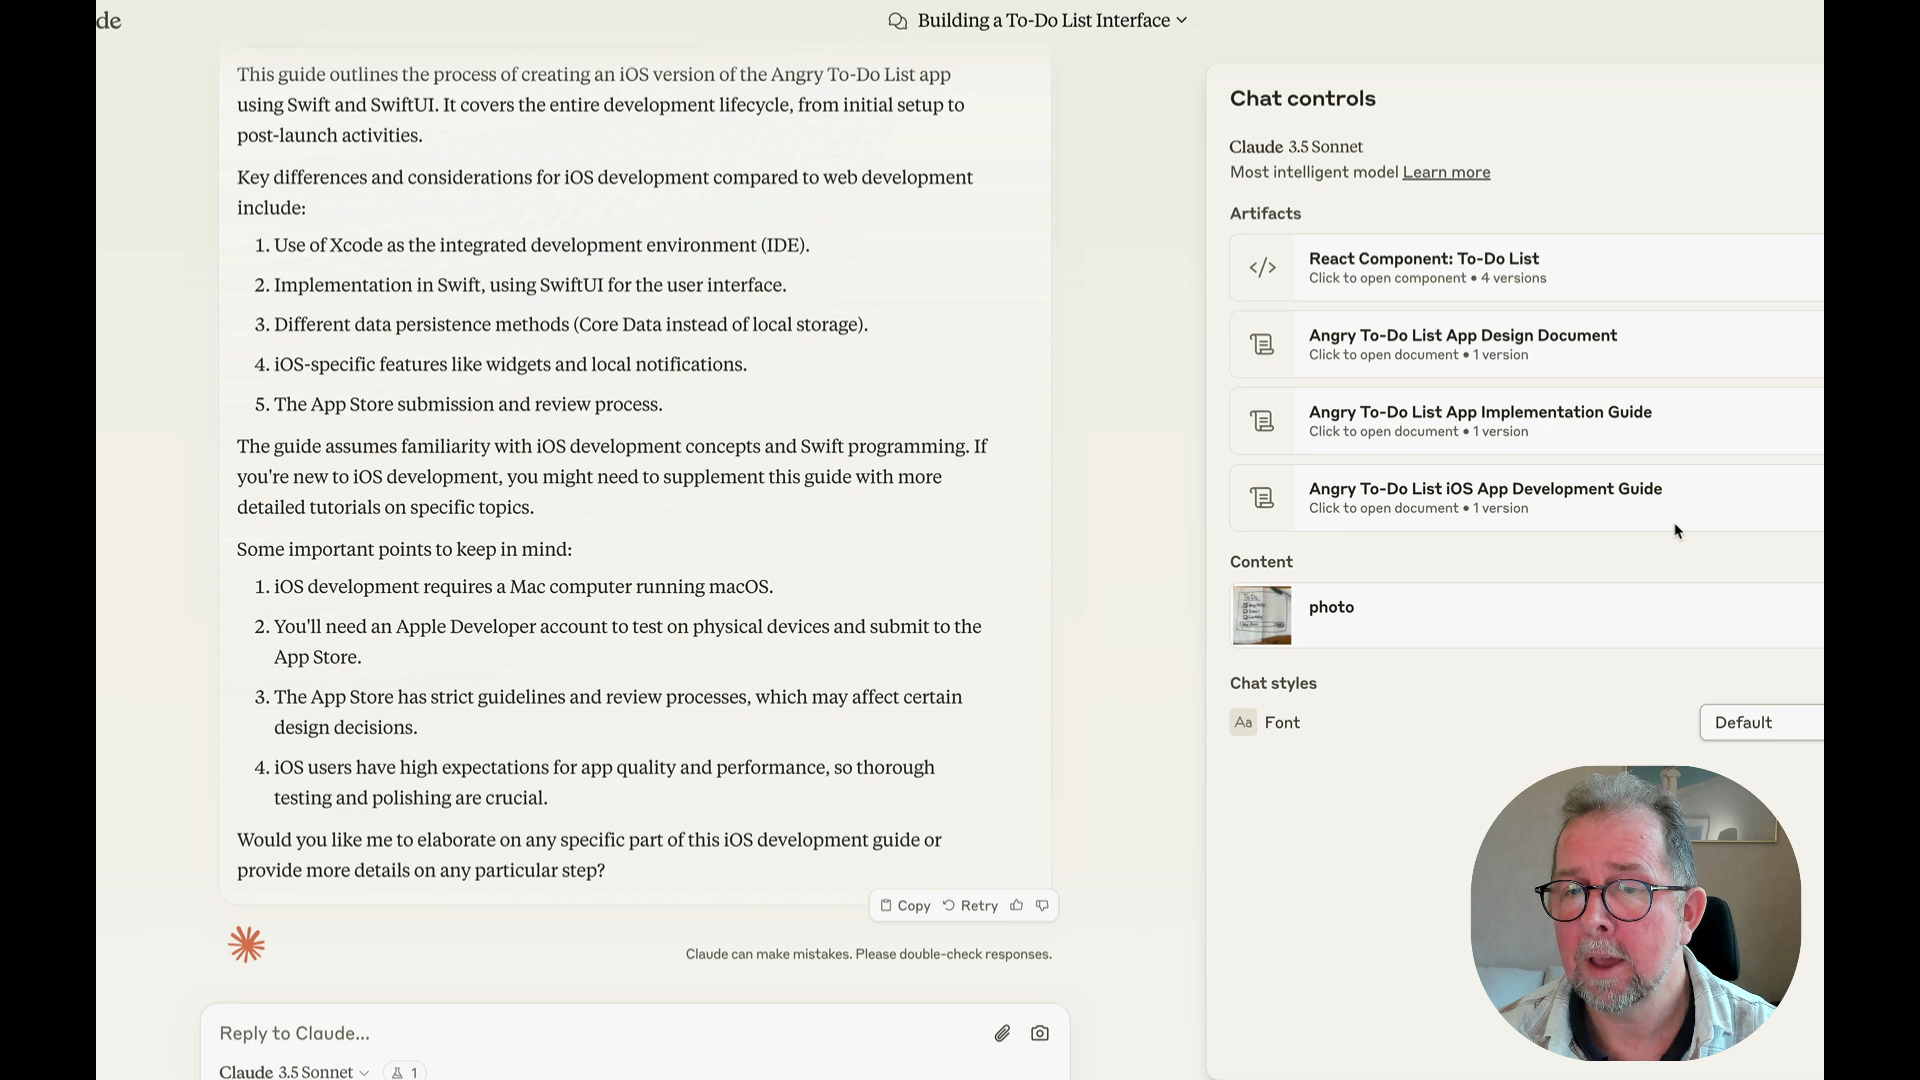 de
Building a To-Do List Interface
This guide outlines the process of creating an iOS version of the Angry To-Do List app
using Swift and SwiftUI. It covers the entire development lifecycle, from initial setup to
post-launch activities.
Key differences and considerations for iOS development compared to web development
include:
1. Use of Xcode as the integrated development environment (IDE).
2. Implementation in Swift, using SwiftUI for the user interface.
3. Different data persistence methods (Core Data instead of local storage).
4. iOS-specific features like widgets and local notifications.
5. The App Store submission and review process.
The guide assumes familiarity with iOS development concepts and Swift programming. If
you're new to iOS development, you might need to supplement this guide with more
detailed tutorials on specific topics.
Some important points to keep in mind:
1. iOS development requires a Mac computer running macOS.
2. You'll need an Apple Developer account to test on physical devices and submit to the
App Store.
3. The App Store has strict guidelines and review processes, which may affect certain
design decisions.
4. iOS users have high expectations for app quality and performance, so thorough
testing and polishing are crucial.
Would you like me to elaborate on any specific part of this iOS development guide or
provide more details on any particular step?
Copy Retry
Claude can make mistakes. Please double-check responses.
Reply to Claude...
Claude 3.5 Sonnet 1
Chat controls
Claude 3.5 Sonnet
Most intelligent model Learn more
Artifacts
</> React Component: To-Do List
Click to open component • 4 versions
Angry To-Do List App Design Document
Click to open document • 1 version
Angry To-Do List App Implementation Guide
Click to open document • 1 version
Angry To-Do List iOS App Development Guide
Click to open document • 1 version
Content
To Do
photo
Chat styles
Aa Font Default